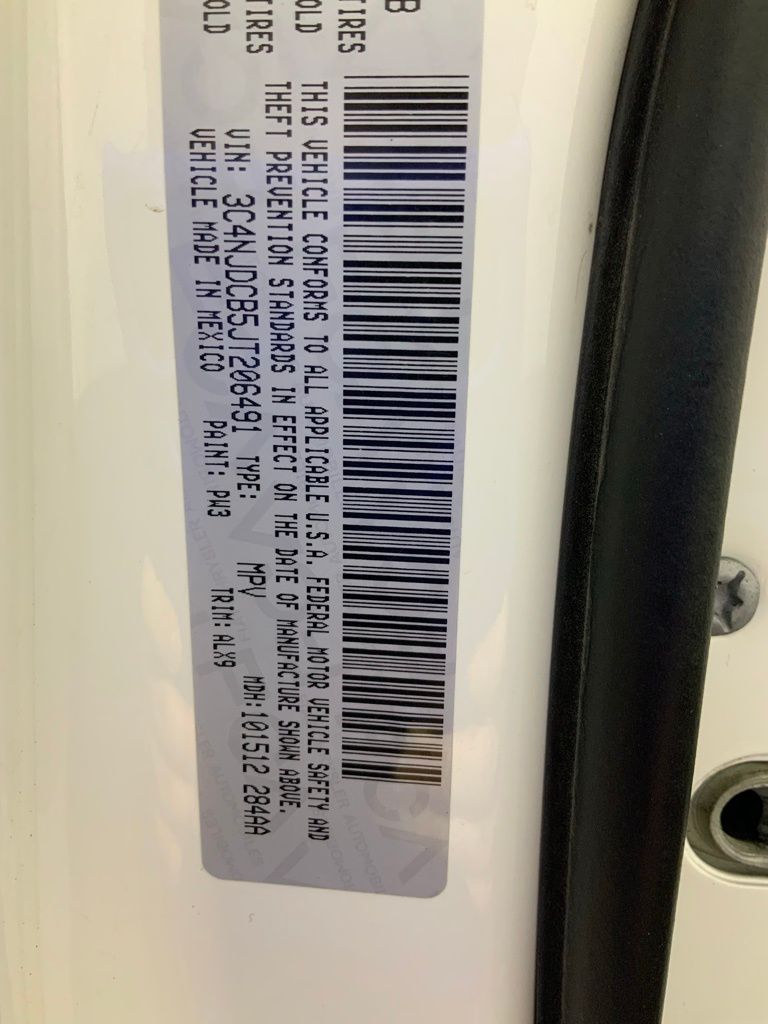 B
TIRES
OLD
TIRES
OLD
THIS VEHICLE CONFORMS TO ALL APPLICABLE U.S.A. FEDERAL MOTOR VEHICLE SAFETY AND
THEFT PREVENTION STANDARDS IN EFFECT ON THE DATE OF MANUFACTURE SHOWN ABOVE.
VIN: 3C4NJDCB5JT206491 TYPE: MPV MDH:101512 284AA
VEHICLE MADE IN MEXICO PAINT: PW3 TRIM: ALX9